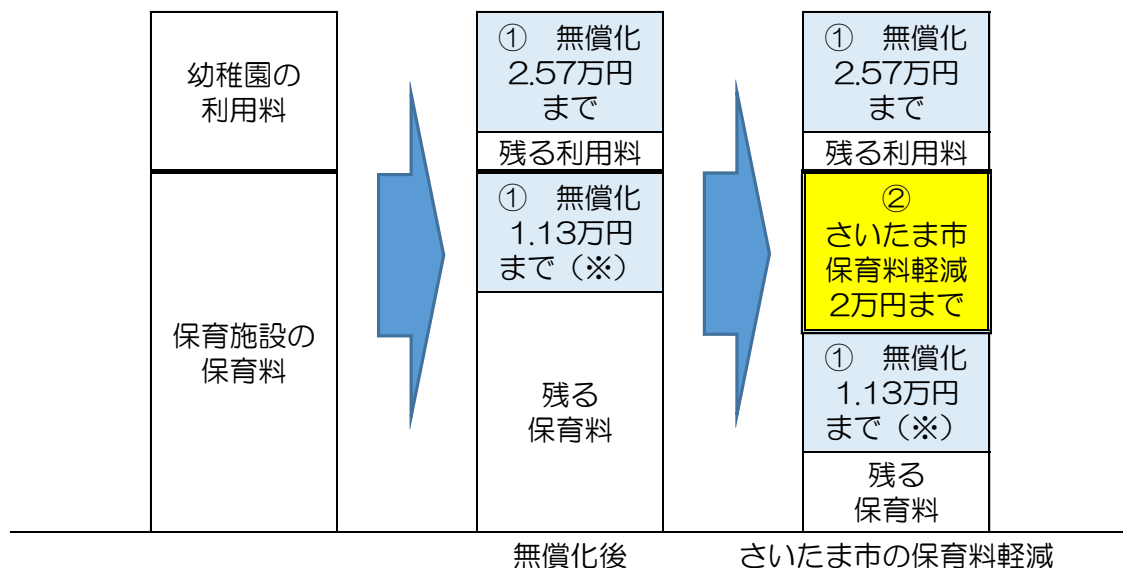 幼稚園の
利用料
保育施設の
保育料
① 無償化
2.57万円
まで
残る利用料
① 無償化
1.13万円
まで（※）
残る
保育料
無償化後
① 無償化
2.57万円
まで
残る利用料
②
さいたま市
保育料軽減
2万円まで
① 無償化
1.13万円
まで（※）
残る
保育料
さいたま市の保育料軽減